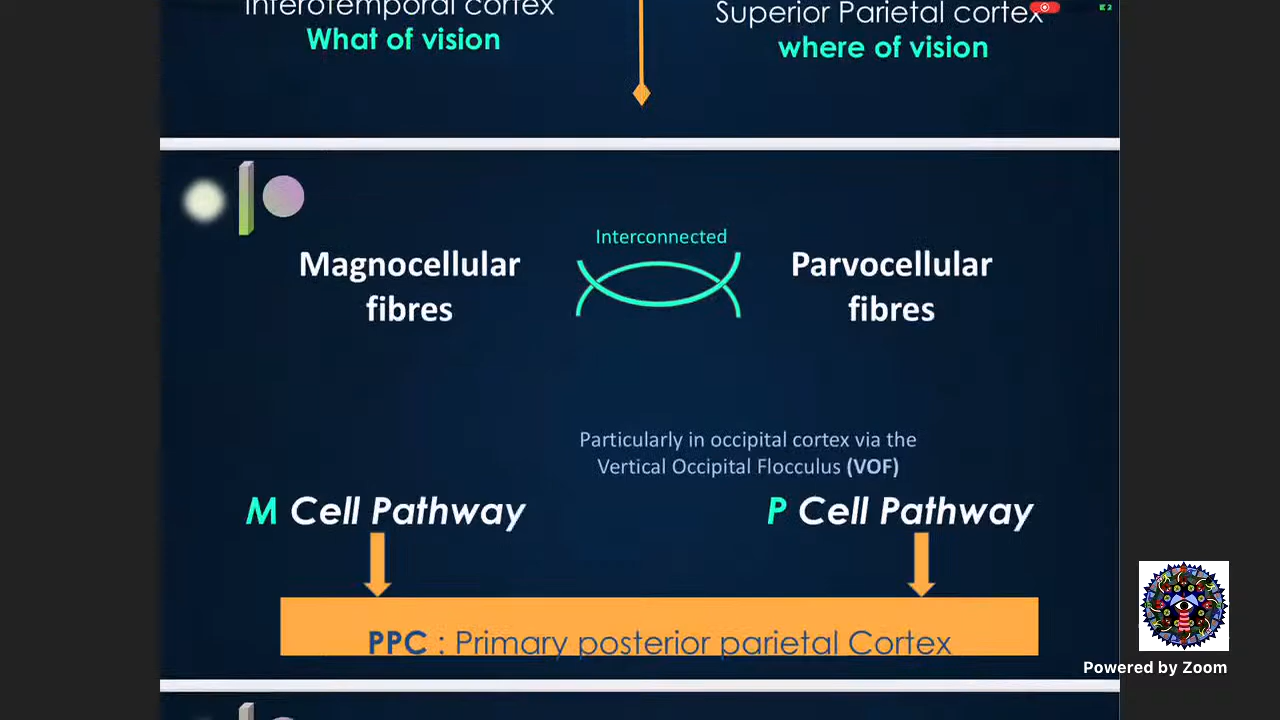 Interotemporal cortex
What of vision
Superior Parietal cortex
where of vision
Interconnected
Magnocellular
fibres
Parvocellular
fibres
Particularly in occipital cortex via the
Vertical Occipital Flocculus (VOF)
M Cell Pathway
P Cell Pathway
PPC : Primary posterior parietal Cortex
Powered by Zoom